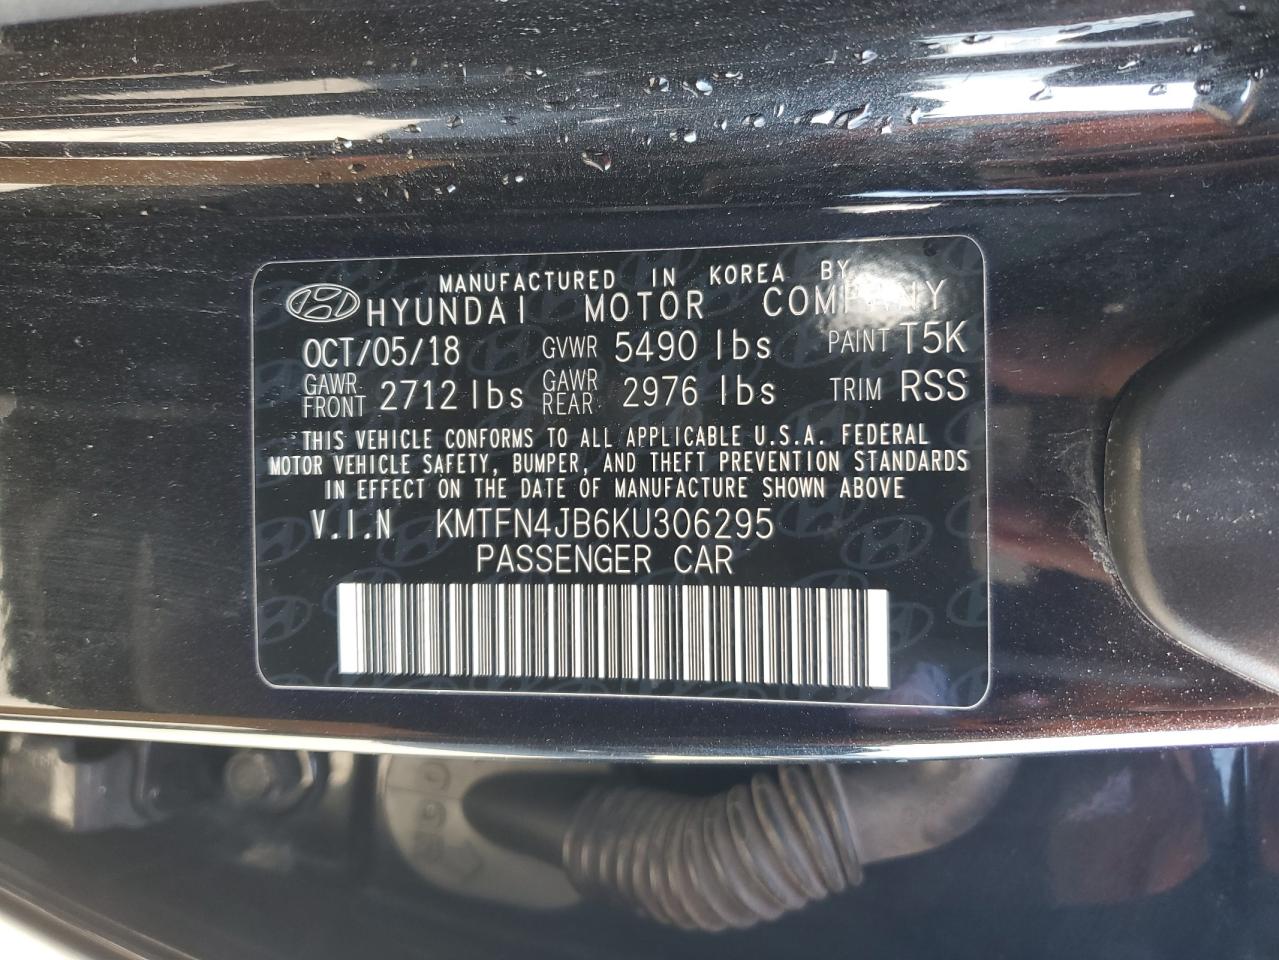 MANUFACTURED IN KOREA BY
HYUNDAI MOTOR COMPANY
OCT/05/18 GVWR 5490 lbs PAINT T5K
GAWR FRONT 2712 lbs GAWR REAR 2976 lbs TRIM RSS
THIS VEHICLE CONFORMS TO ALL APPLICABLE U.S.A. FEDERAL
MOTOR VEHICLE SAFETY, BUMPER, AND THEFT PREVENTION STANDARDS
IN EFFECT ON THE DATE OF MANUFACTURE SHOWN ABOVE
V.I.N KMTFN4JB6KU306295
PASSENGER CAR